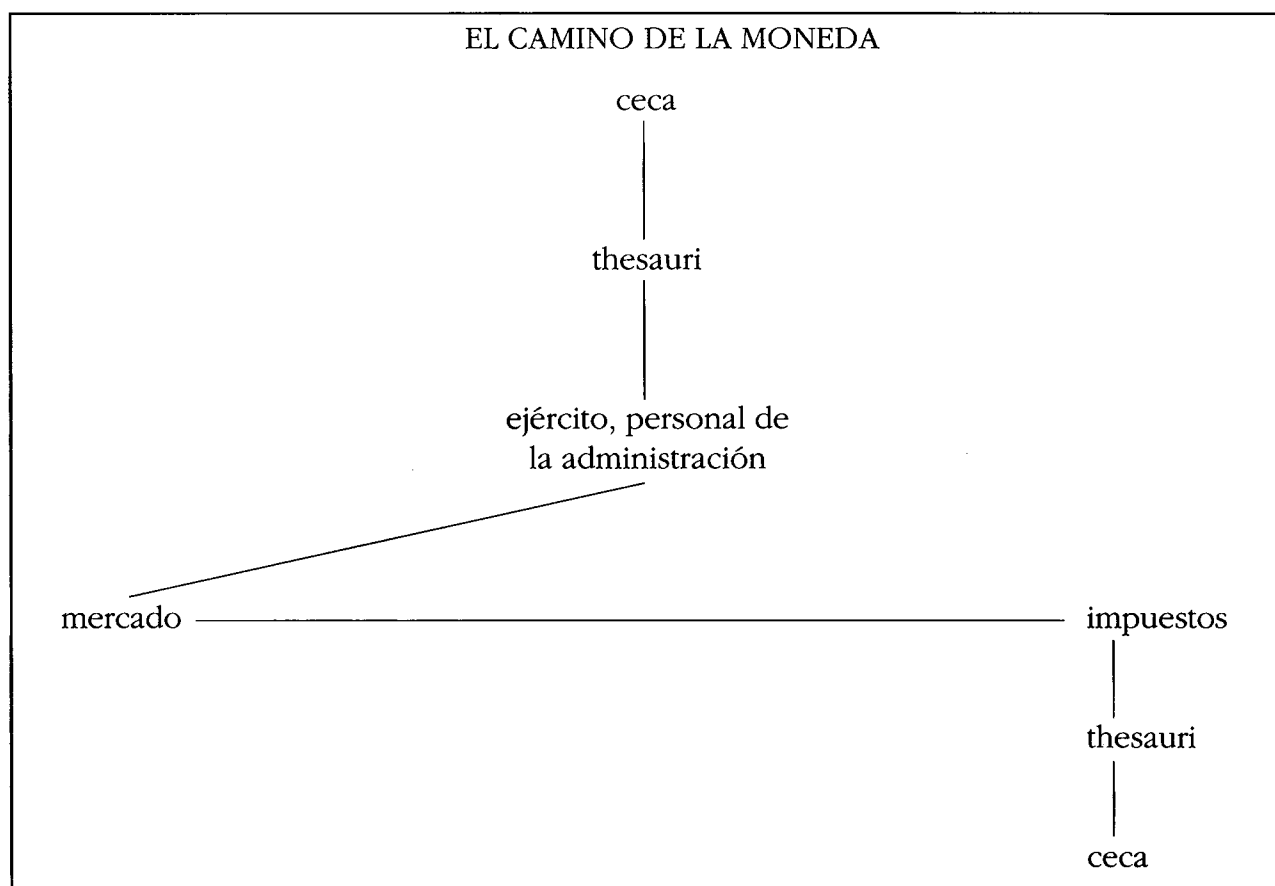 EL CAMINO DE LA MONEDA
ceca
thesauri
ejército, personal de
la administración
mercado
impuestos
thesauri
ceca